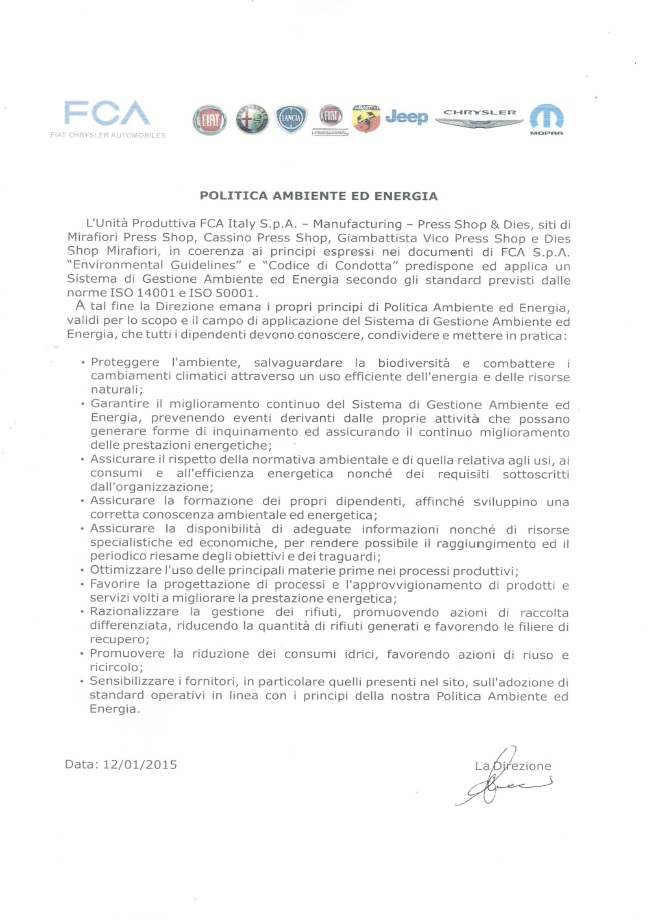 FCA
FIAT CHRYSLER AUTOMOBILES
FIAT
LANCIA
FIAT
PROFESSIONAL
ABARTH
Jeep
CHRYSLER
MOPAR
POLITICA AMBIENTE ED ENERGIA
L'Unità Produttiva FCA Italy S.p.A. – Manufacturing – Press Shop & Dies, siti di
Mirafiori Press Shop, Cassino Press Shop, Giambattista Vico Press Shop e Dies
Shop Mirafiori, in coerenza ai principi espressi nei documenti di FCA S.p.A.
“Environmental Guidelines” e “Codice di Condotta” predispone ed applica un
Sistema di Gestione Ambiente ed Energia secondo gli standard previsti dalle
norme ISO 14001 e ISO 50001.
A tal fine la Direzione emana i propri principi di Politica Ambiente ed Energia,
validi per lo scopo e il campo di applicazione del Sistema di Gestione Ambiente ed
Energia, che tutti i dipendenti devono conoscere, condividere e mettere in pratica:
• Proteggere l'ambiente, salvaguardare la biodiversità e combattere i
cambiamenti climatici attraverso un uso efficiente dell'energia e delle risorse
naturali;
• Garantire il miglioramento continuo del Sistema di Gestione Ambiente ed
Energia, prevenendo eventi derivanti dalle proprie attività che possano
generare forme di inquinamento ed assicurando il continuo miglioramento
delle prestazioni energetiche;
• Assicurare il rispetto della normativa ambientale e di quella relativa agli usi, ai
consumi e all'efficienza energetica nonché dei requisiti sottoscritti
dall'organizzazione;
• Assicurare la formazione dei propri dipendenti, affinché sviluppino una
corretta conoscenza ambientale ed energetica;
• Assicurare la disponibilità di adeguate informazioni nonché di risorse
specialistiche ed economiche, per rendere possibile il raggiungimento ed il
periodico riesame degli obiettivi e dei traguardi;
• Ottimizzare l'uso delle principali materie prime nei processi produttivi;
• Favorire la progettazione di processi e l'approvvigionamento di prodotti e
servizi volti a migliorare la prestazione energetica;
• Razionalizzare la gestione dei rifiuti, promuovendo azioni di raccolta
differenziata, riducendo la quantità di rifiuti generati e favorendo le filiere di
recupero;
• Promuovere la riduzione dei consumi idrici, favorendo azioni di riuso e
ricircolo;
• Sensibilizzare i fornitori, in particolare quelli presenti nel sito, sull'adozione di
standard operativi in linea con i principi della nostra Politica Ambiente ed
Energia.
Data: 12/01/2015
La Direzione